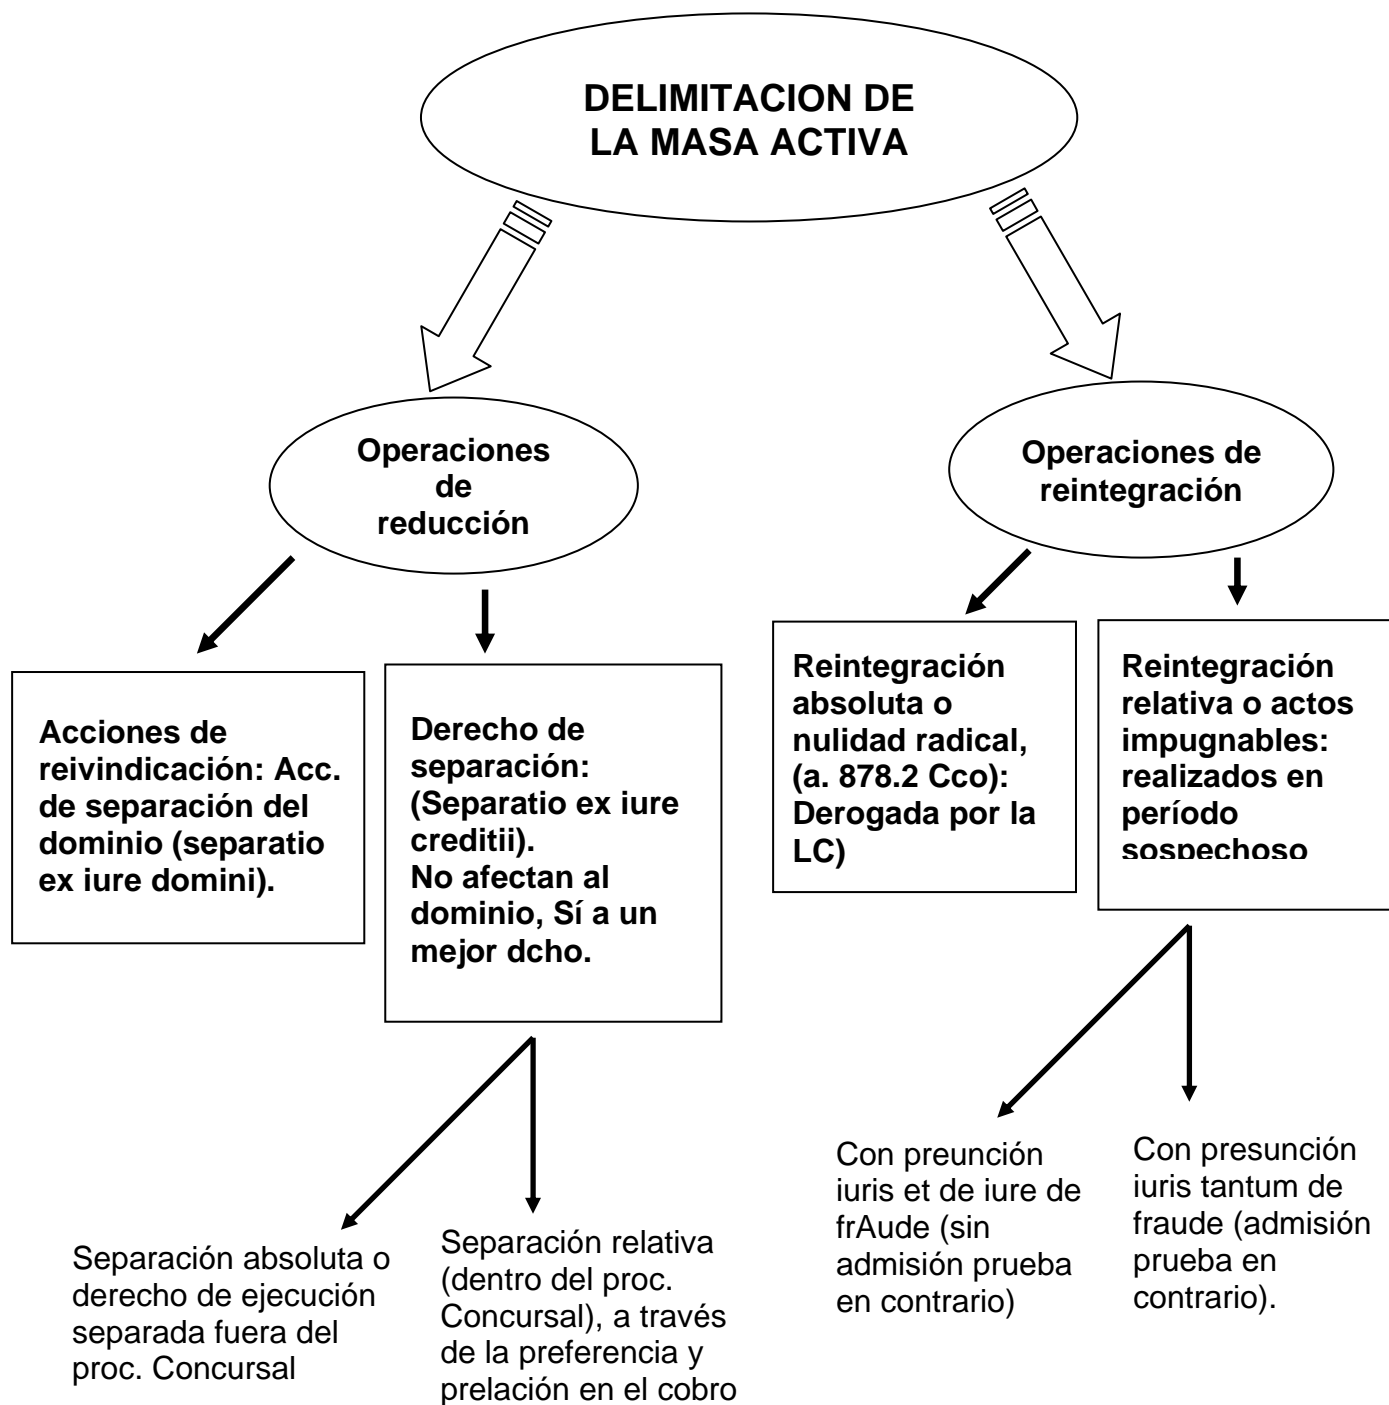 DELIMITACION DE
LA MASA ACTIVA
Operaciones
de
reducción
Operaciones de
reintegración
Acciones de
reivindicación: Acc.
de separación del
dominio (separatio
ex iure domini).
Derecho de
separación:
(Separatio ex iure
creditii).
No afectan al
dominio, Sí a un
mejor dcho.
Reintegración
absoluta o
nulidad radical,
(a. 878.2 Cco):
Derogada por la
LC)
Reintegración
relativa o actos
impugnables:
realizados en
período
sospechoso
Separación absoluta o
derecho de ejecución
separada fuera del
proc. Concursal
Separación relativa
(dentro del proc.
Concursal), a través
de la preferencia y
prelación en el cobro
Con preunción
iuris et de iure de
frAude (sin
admisión prueba
en contrario)
Con presunción
iuris tantum de
fraude (admisión
prueba en
contrario).